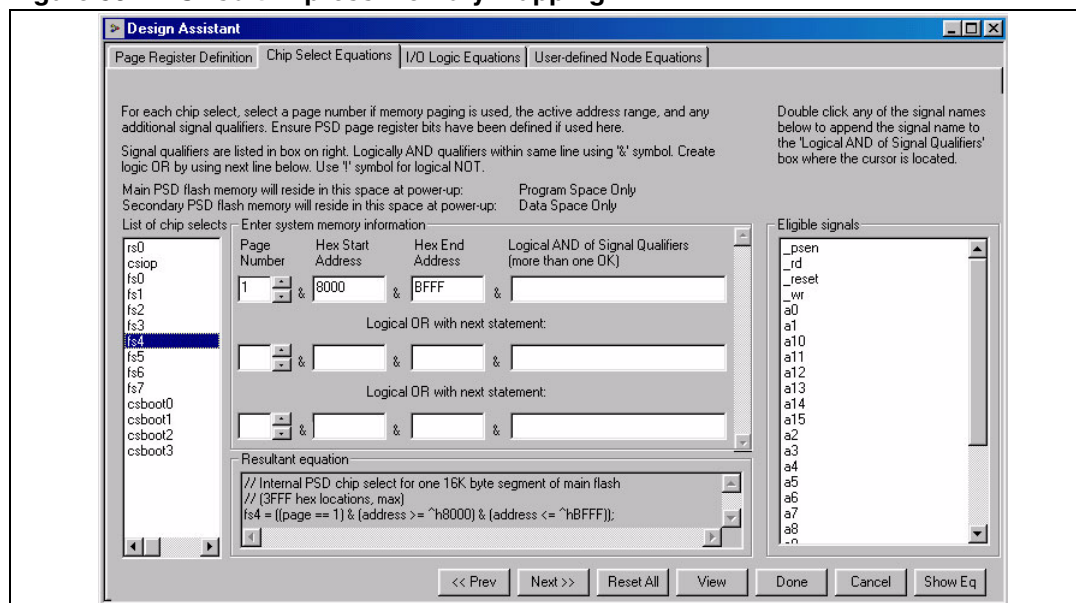 Design Assistant
Page Register Definition
Chip Select Equations
I/O Logic Equations
User-defined Node Equations
For each chip select, select a page number if memory paging is used, the active address range, and any
additional signal qualifiers. Ensure PSD page register bits have been defined if used here.
Signal qualifiers are listed in box on right. Logically AND qualifiers within same line using '&' symbol. Create
logic OR by using next line below. Use '!' symbol for logical NOT.
Double click any of the signal names
below to append the signal name to
the 'Logical AND of Signal Qualifiers'
box where the cursor is located.
Main PSD flash memory will reside in this space at power-up: Program Space Only
Secondary PSD flash memory will reside in this space at power-up: Data Space Only
List of chip selects
rs0
csiop
fs0
fs1
fs2
fs3
fs4
fs5
fs6
fs7
csboot0
csboot1
csboot2
csboot3
Enter system memory information
Page Number
Hex Start Address
Hex End Address
Logical AND of Signal Qualifiers
(more than one OK)
1 & 8000 & BFFF &
Logical OR with next statement:
& & &
Logical OR with next statement:
& & &
Resultant equation
// Internal PSD chip select for one 16K byte segment of main flash
// (3FFF hex locations, max)
fs4 = ((page == 1) & (address >= ^h8000) & (address <= ^hBFFF));
Eligible signals
_psen
_rd
_reset
_wr
a0
a1
a10
a11
a12
a13
a14
a15
a2
a3
a4
a5
a6
a7
a8
<< Prev
Next >>
Reset All
View
Done
Cancel
Show Eq